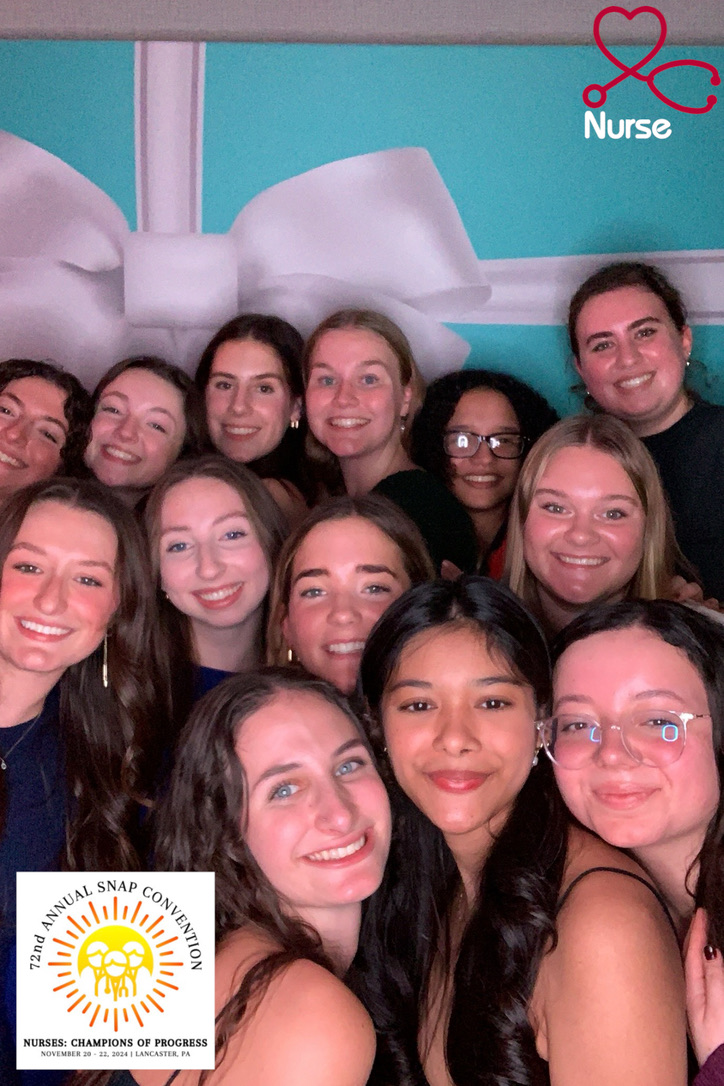 Nurse
72nd ANNUAL SNAP CONVENTION
NURSES: CHAMPIONS OF PROGRESS
NOVEMBER 20 - 22, 2024 | LANCASTER, PA